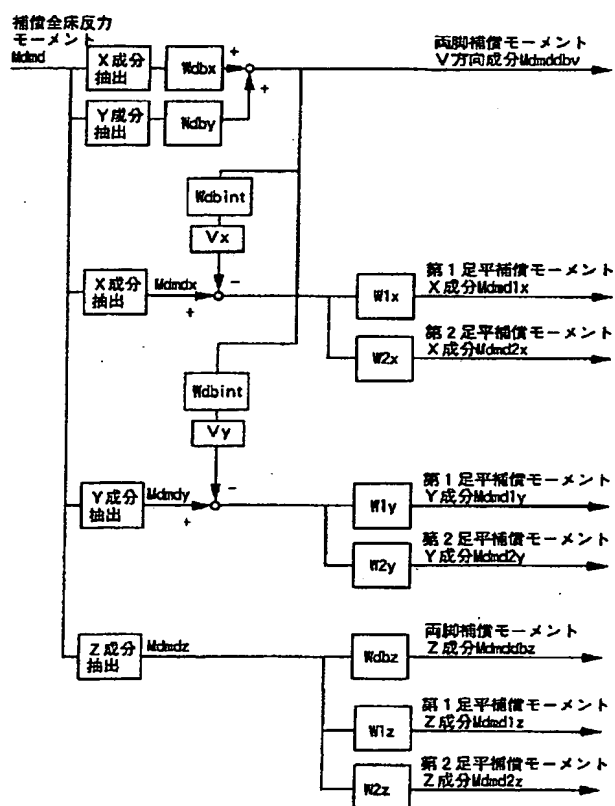 補償全床反力
モーメント
Mdmd
X成分
抽出
Wdbx
+
+
両脚補償モーメント
V方向成分Mdmddbv
Y成分
抽出
Wdby
Wdbint
Vx
X成分
抽出
Mdmdx
+
-
W1x
第1足平補償モーメント
X成分Mdmd1x
W2x
第2足平補償モーメント
X成分Mdmd2x
Wdbint
Vy
Y成分
抽出
Mdmdy
+
-
W1y
第1足平補償モーメント
Y成分Mdmd1y
W2y
第2足平補償モーメント
Y成分Mdmd2y
Z成分
抽出
Mdmdz
Wdbz
両脚補償モーメント
Z成分Mdmddbz
W1z
第1足平補償モーメント
Z成分Mdmd1z
W2z
第2足平補償モーメント
Z成分Mdmd2z